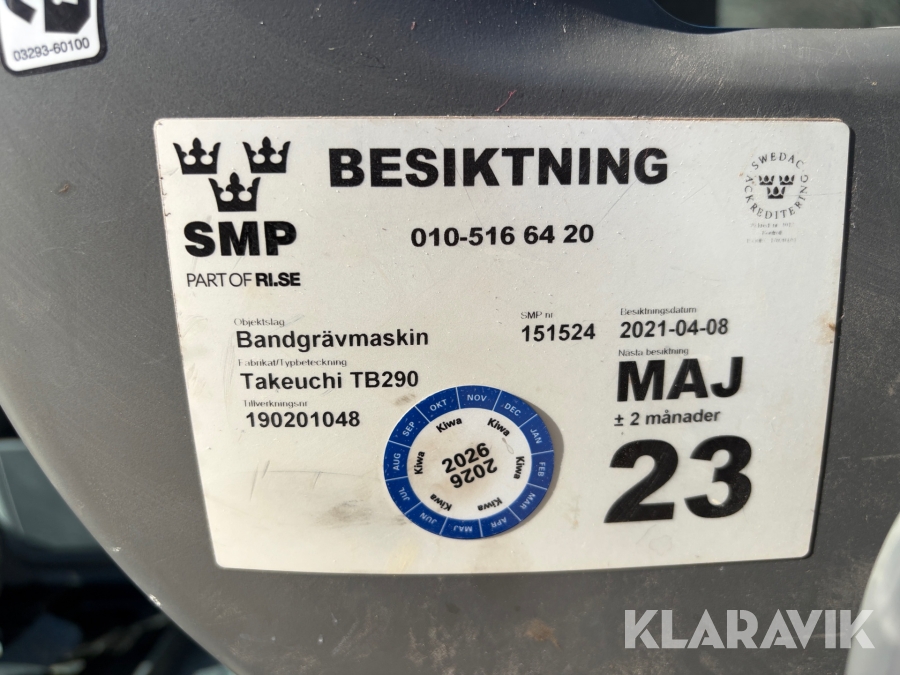 03293-60100
BESIKTNING
SWEDAC
ACKREDITERING
SMP
PART OF RI.SE
010-516 64 20
Objektslag
Bandgrävmaskin
SMP nr
151524
Besiktningsdatum
2021-04-08
Fabrikat/Typbeteckning
Takeuchi TB290
Nästa besiktning
MAJ
± 2 månader
23
Tillverkningsnr
190201048
JAN FEB MAR APR MAJ JUN JUL AUG SEP OKT NOV DEC
Kiwa Kiwa Kiwa Kiwa Kiwa Kiwa
2026
2026
KLARAVIK